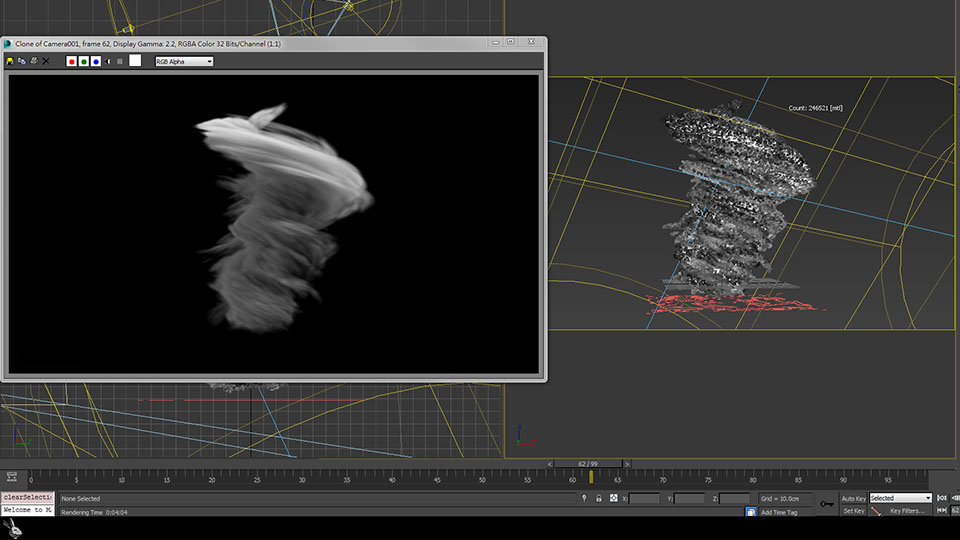 Clone of Camera001, frame 62, Display Gamma: 2.2, RGBA Color 32 Bits/Channel (1:1)
RGB Alpha
Count: 246521 [mtl]
62 / 99
0 5 10 15 20 25 30 35 40 45 50 55 60 65 70 75 80 85 90 95
clearSelecti
None Selected
X:
Y:
Z:
Grid = 10.0cm
Auto Key
Selected
Welcome to M
Rendering Time 0:04:04
Add Time Tag
Set Key
Key Filters...
62